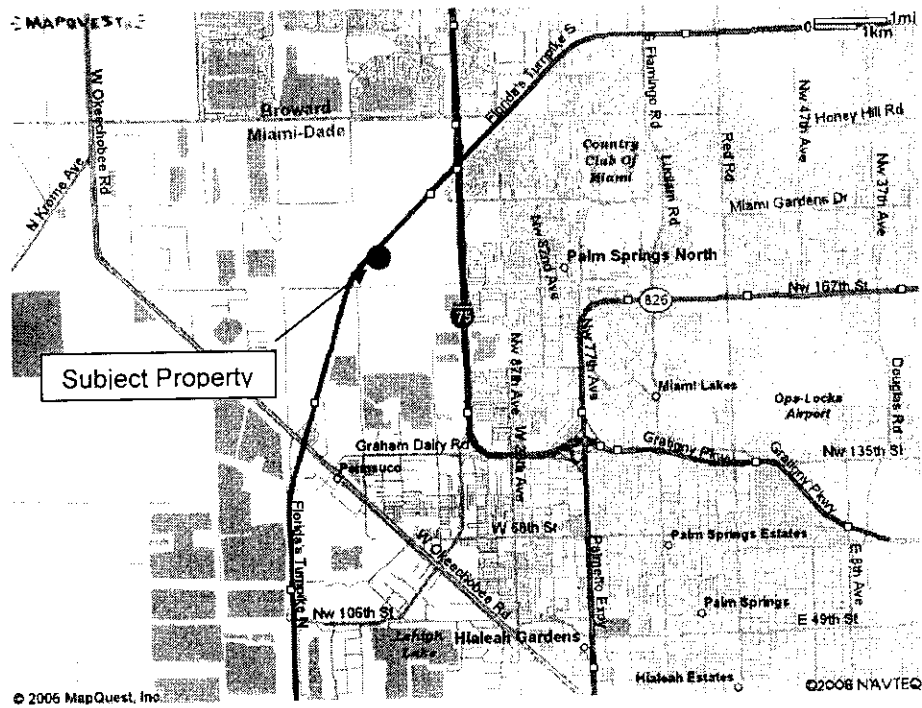 MAPQUEST
0 1mi
1km
W Okeechobee Rd
Broward
Miami-Dade
Florida's Turnpike S
S Flamingo Rd
Nw 47th Ave
Honey Hill Rd
Country
Club Of
Miami
Ludlam Rd
Red Rd
Nw 37th Ave
N Krome Ave
Miami Gardens Dr
Nw 82nd Ave
Palm Springs North
Nw 167th St
826
75
Subject Property
Nw 87th Ave
Nw 77th Ave
Miami Lakes
Opa-Locka
Airport
Douglas Rd
Graham Dairy Rd
Gratigny Pkwy
Nw 135th St
Gratigny Pkwy
Pennsuco
W 68th St
Palm Springs Estates
Florida's Turnpike N
W Okeechobee Rd
Palmetto Expy
E 8th Ave
Nw 106th St
Palm Springs
E 49th St
Lehigh
Lake
Hialeah Gardens
Hialeah Estates
© 2006 MapQuest, Inc.
©2006 NAVTEQ